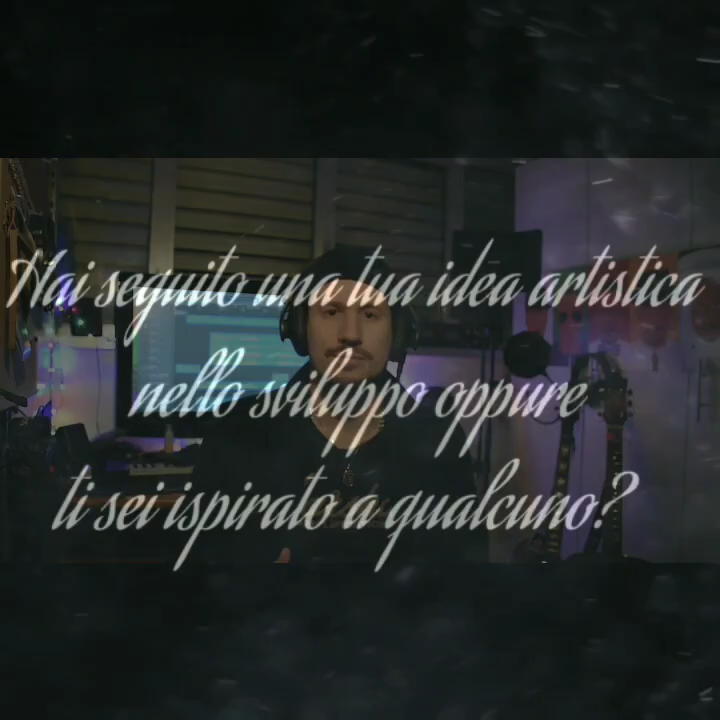 Hai seguito una tua idea artistica
nello sviluppo oppure
ti sei ispirato a qualcuno?